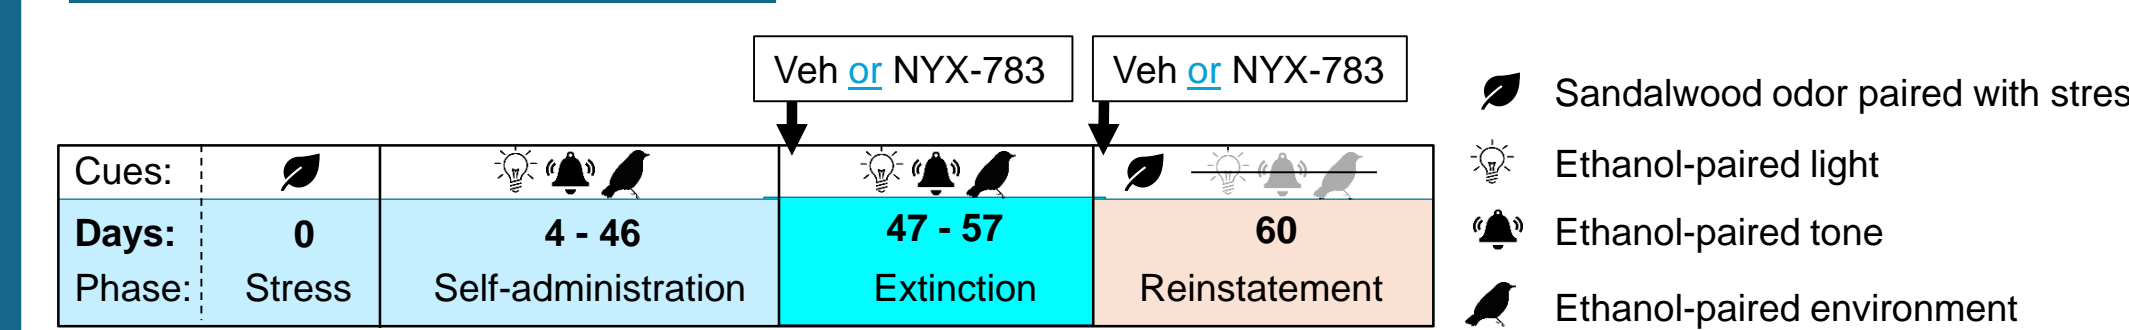 Veh or NYX-783
Veh or NYX-783
Cues:
Days: 0 4 - 46 47 - 57 60
Phase: Stress Self-administration Extinction Reinstatement
Sandalwood odor paired with stres
Ethanol-paired light
Ethanol-paired tone
Ethanol-paired environment